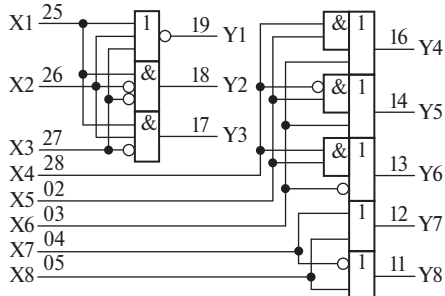 X1 25
X2 26
X3 27
X4 28
X5 02
X6 03
X7 04
X8 05
1
&
&
19 Y1
18 Y2
17 Y3
& 1
& 1
& 1
1
1
16 Y4
14 Y5
13 Y6
12 Y7
11 Y8